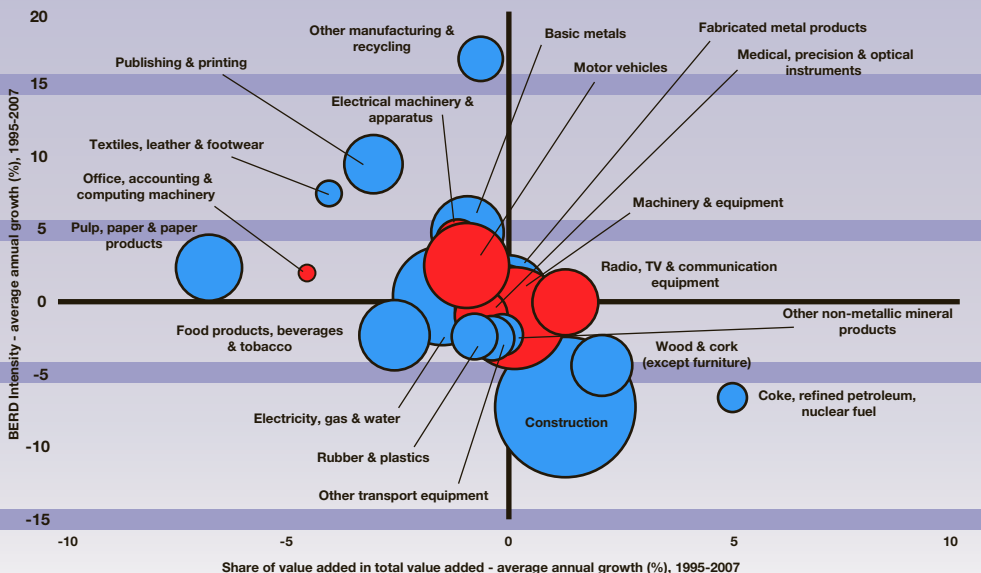 20
15
10
5
0
-5
-10
-15
BERD Intensity - average annual growth (%), 1995-2007
Other manufacturing &
recycling
Basic metals
Fabricated metal products
Medical, precision & optical
instruments
Publishing & printing
Motor vehicles
Electrical machinery &
apparatus
Textiles, leather & footwear
Office, accounting &
computing machinery
Machinery & equipment
Pulp, paper & paper
products
Radio, TV & communication
equipment
Other non-metallic mineral
products
Food products, beverages
& tobacco
Wood & cork
(except furniture)
Coke, refined petroleum,
nuclear fuel
Electricity, gas & water
Construction
Rubber & plastics
Other transport equipment
-10
-5
0
5
10
Share of value added in total value added - average annual growth (%), 1995-2007